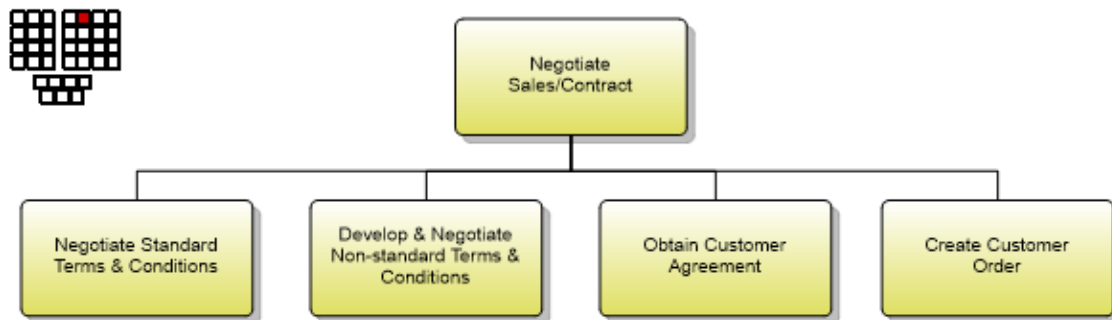 Negotiate
Sales/Contract
Negotiate Standard
Terms & Conditions
Develop & Negotiate
Non-standard Terms &
Conditions
Obtain Customer
Agreement
Create Customer
Order